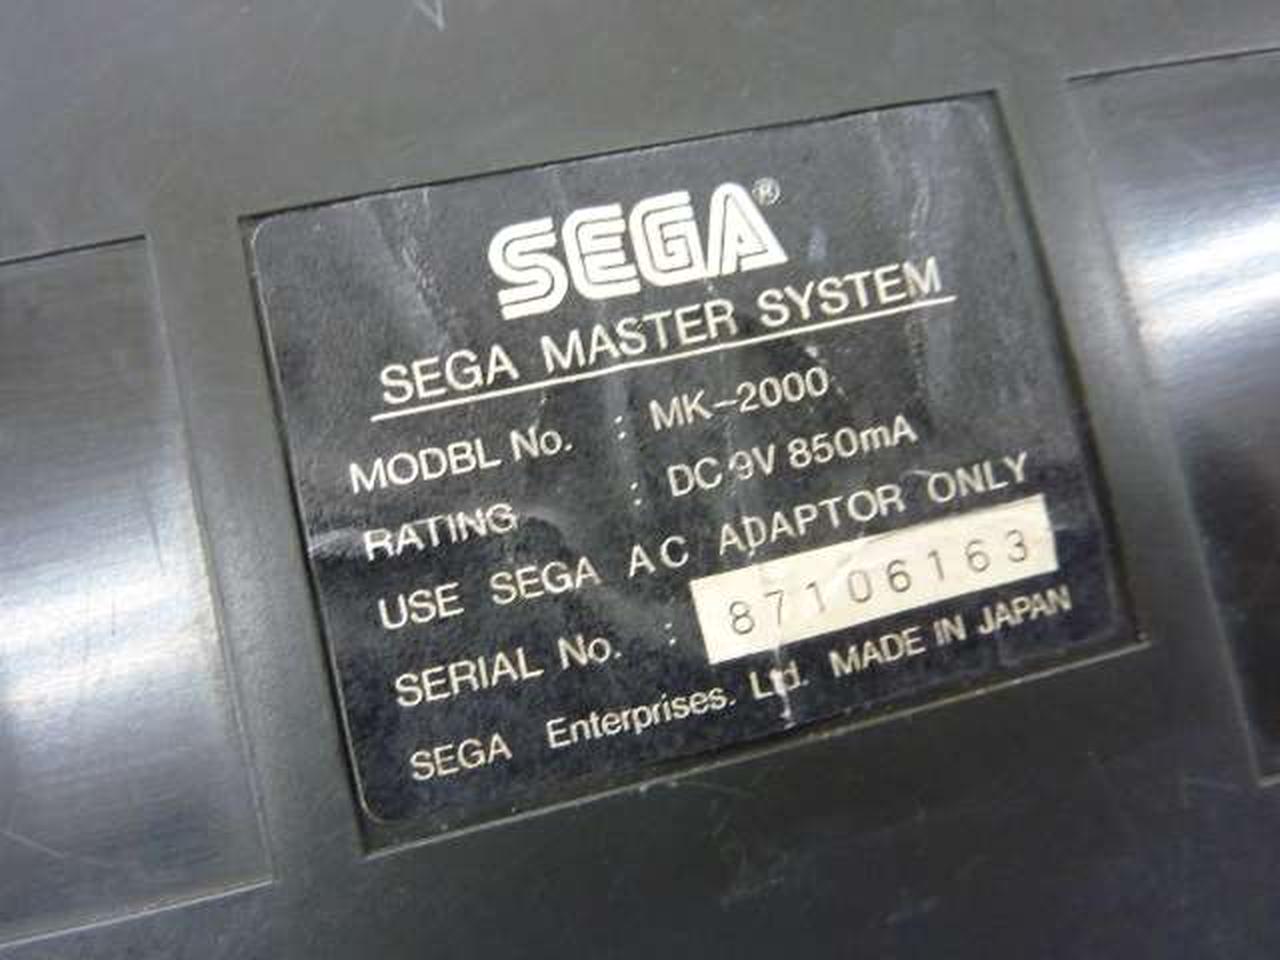 SEGA®
SEGA MASTER SYSTEM
MODBL No. : MK-2000
RATING : DC 9V 850mA
USE SEGA AC ADAPTOR ONLY
SERIAL No. : 87106163
SEGA Enterprises. Ltd. MADE IN JAPAN